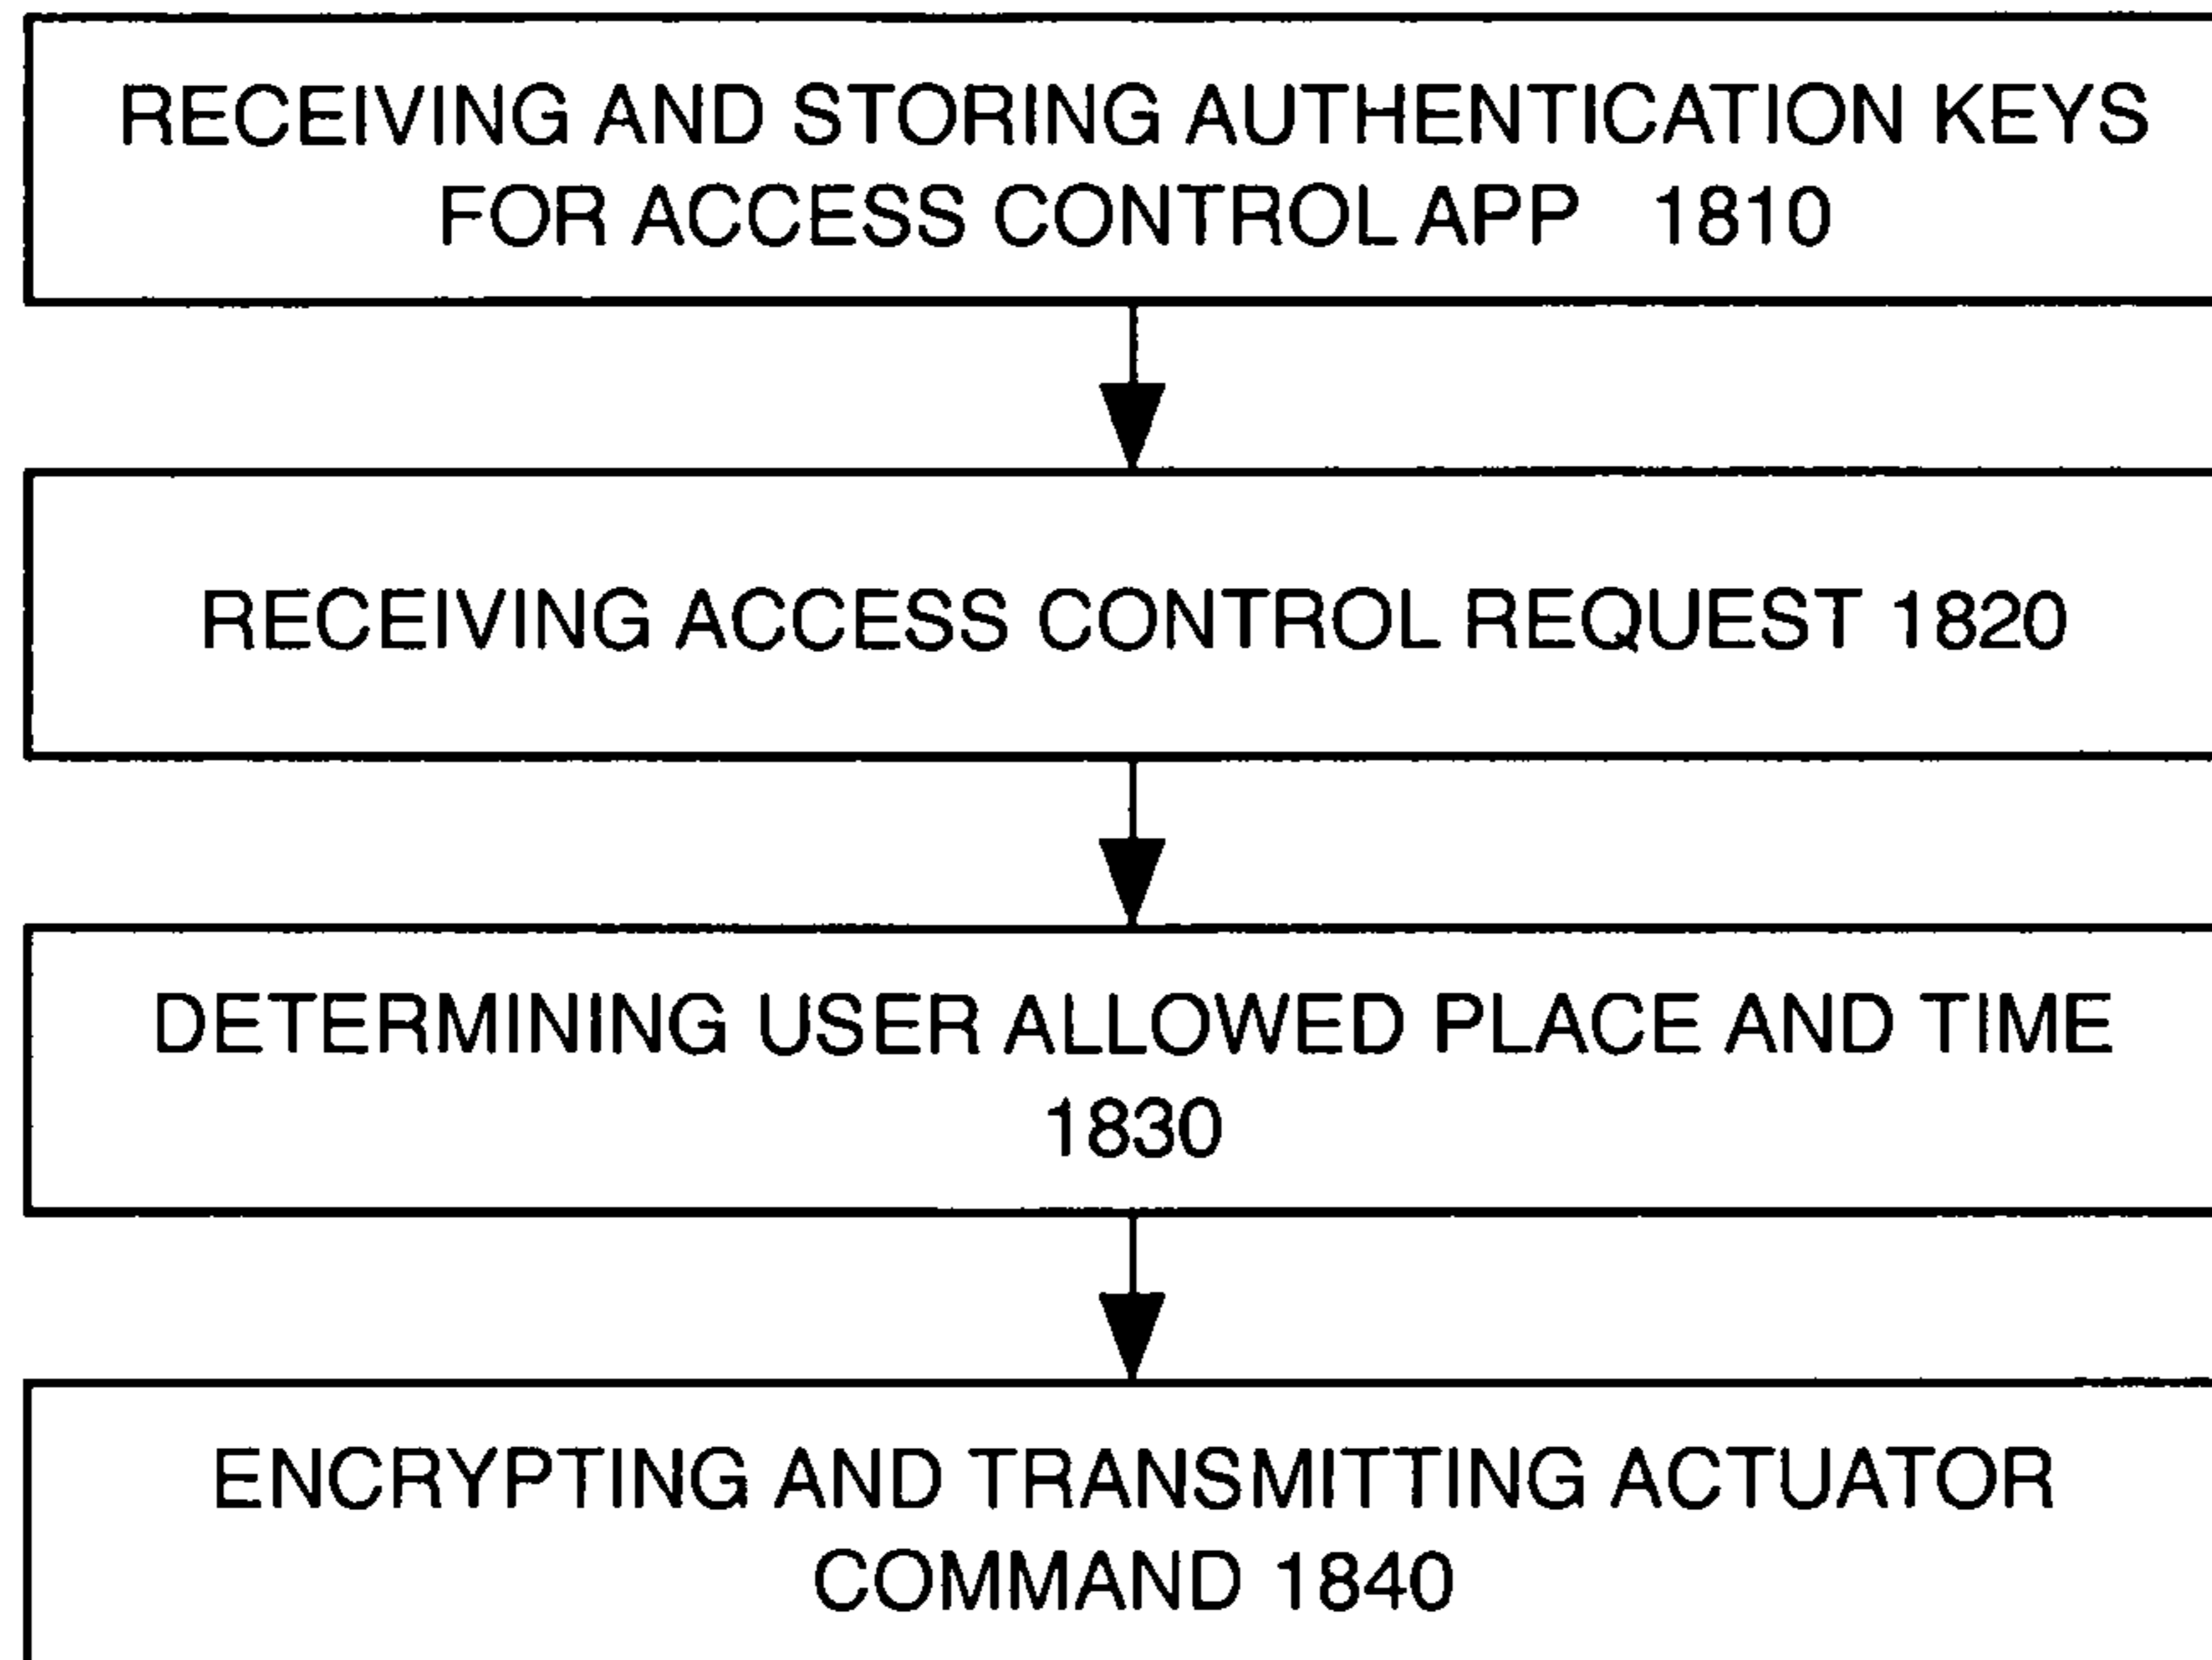 RECEIVING AND STORING AUTHENTICATION KEYS
FOR ACCESS CONTROL APP 1810
RECEIVING ACCESS CONTROL REQUEST 1820
DETERMINING USER ALLOWED PLACE AND TIME
1830
ENCRYPTING AND TRANSMITTING ACTUATOR
COMMAND 1840